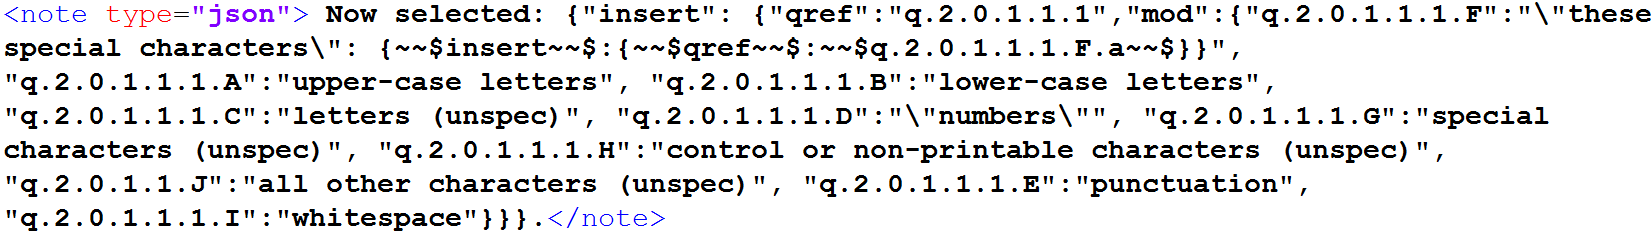 <note type="json"> Now selected: {"insert": {"qref":"q.2.0.1.1.1","mod":{"q.2.0.1.1.1.F":"\"these
special characters\": {~~$insert~~$:{~~$qref~~$:~~$q.2.0.1.1.1.F.a~~$}}",
"q.2.0.1.1.1.A":"upper-case letters", "q.2.0.1.1.1.B":"lower-case letters",
"q.2.0.1.1.1.C":"letters (unspec)", "q.2.0.1.1.1.D":"\"numbers\"", "q.2.0.1.1.1.G":"special
characters (unspec)", "q.2.0.1.1.1.H":"control or non-printable characters (unspec)",
"q.2.0.1.1.J":"all other characters (unspec)", "q.2.0.1.1.1.E":"punctuation",
"q.2.0.1.1.1.I":"whitespace"}}}.</note>